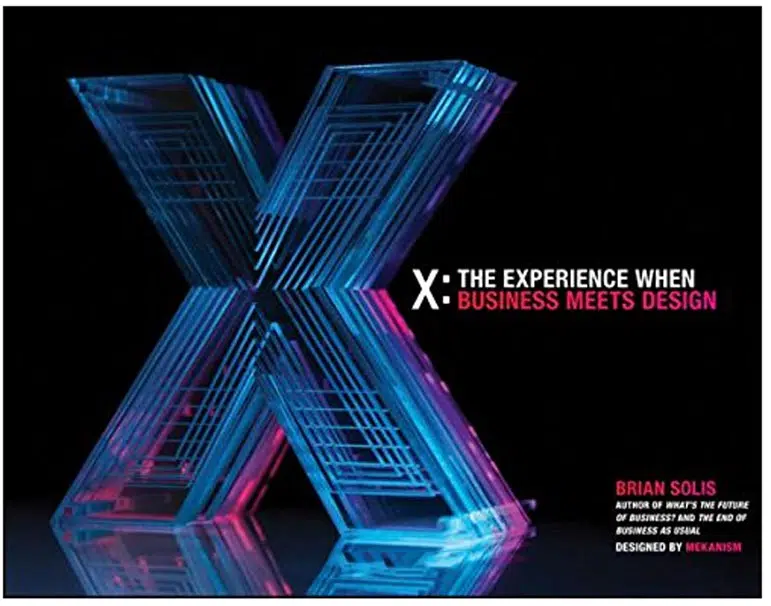 X: THE EXPERIENCE WHEN
BUSINESS MEETS DESIGN
BRIAN SOLIS
AUTHOR OF WHAT'S THE FUTURE
OF BUSINESS? AND THE END OF
BUSINESS AS USUAL
DESIGNED BY MEKANISM